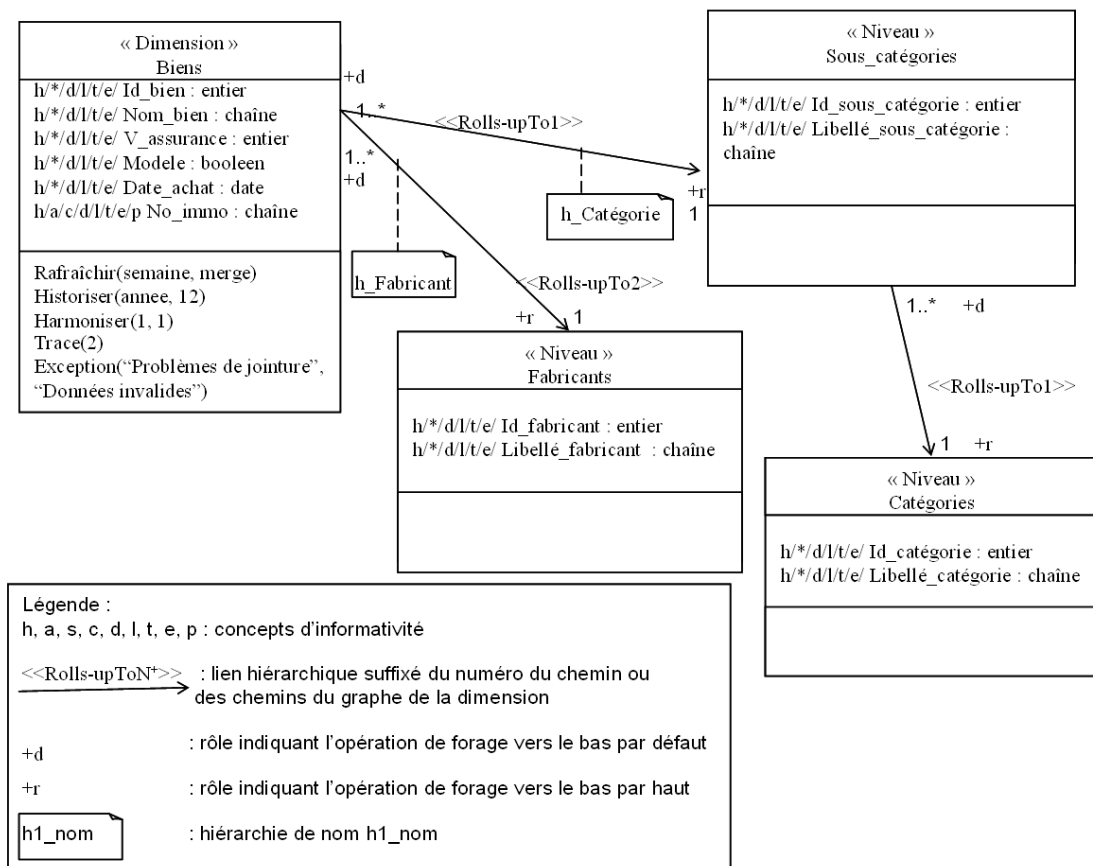 « Dimension »
Biens
h/*/d/l/t/e/ Id_bien : entier
h/*/d/l/t/e/ Nom_bien : chaîne
h/*/d/l/t/e/ V_assurance : entier
h/*/d/l/t/e/ Modele : booleen
h/*/d/l/t/e/ Date_achat : date
h/a/c/d/l/t/e/p No_immo : chaîne
Rafraîchir(semaine, merge)
Historiser(annee, 12)
Harmoniser(1, 1)
Trace(2)
Exception(“Problèmes de jointure”,
“Données invalides”)
+d
1..*
<<Rolls-upTo1>>
1..*
+d
h_Catégorie
+r
1
h_Fabricant
<<Rolls-upTo2>>
+r
1
« Niveau »
Sous_catégories
h/*/d/l/t/e/ Id_sous_catégorie : entier
h/*/d/l/t/e/ Libellé_sous_catégorie :
chaîne
1..*
+d
<<Rolls-upTo1>>
1
+r
« Niveau »
Fabricants
h/*/d/l/t/e/ Id_fabricant : entier
h/*/d/l/t/e/ Libellé_fabricant : chaîne
« Niveau »
Catégories
h/*/d/l/t/e/ Id_catégorie : entier
h/*/d/l/t/e/ Libellé_catégorie : chaîne
Légende :
h, a, s, c, d, l, t, e, p : concepts d'informativité
<<Rolls-upToN⁺>> : lien hiérarchique suffixé du numéro du chemin ou
des chemins du graphe de la dimension
+d : rôle indiquant l'opération de forage vers le bas par défaut
+r : rôle indiquant l'opération de forage vers le bas par haut
h1_nom : hiérarchie de nom h1_nom